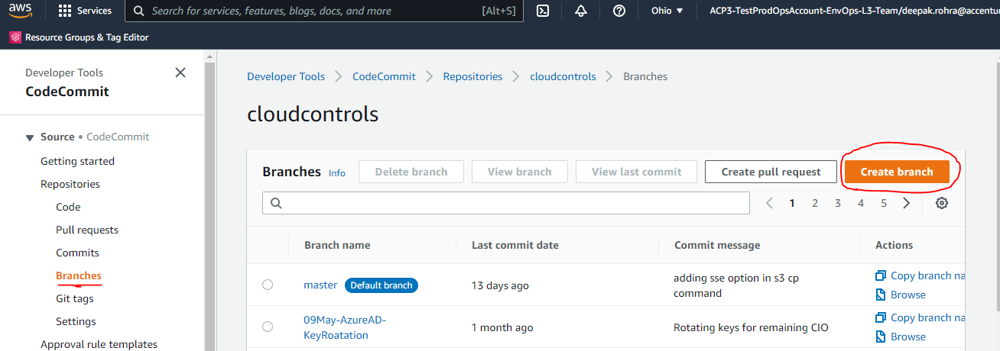 aws
Services
Search for services, features, blogs, docs, and more
[Alt+S]
Ohio
ACP3-TestProdOpsAccount-EnvOps-L3-Team/deepak.rohra@accentur
Resource Groups & Tag Editor
Developer Tools
CodeCommit
Source • CodeCommit
Getting started
Repositories
Code
Pull requests
Commits
Branches
Git tags
Settings
Approval rule templates
Developer Tools
CodeCommit
Repositories
cloudcontrols
Branches
cloudcontrols
Branches
Info
Delete branch
View branch
View last commit
Create pull request
Create branch
1
2
3
4
5
Branch name
Last commit date
Commit message
Actions
master
Default branch
13 days ago
adding sse option in s3 cp
command
Copy branch na
Browse
09May-AzureAD-
KeyRoatation
1 month ago
Rotating keys for remaining CIO
Copy branch na
Browse